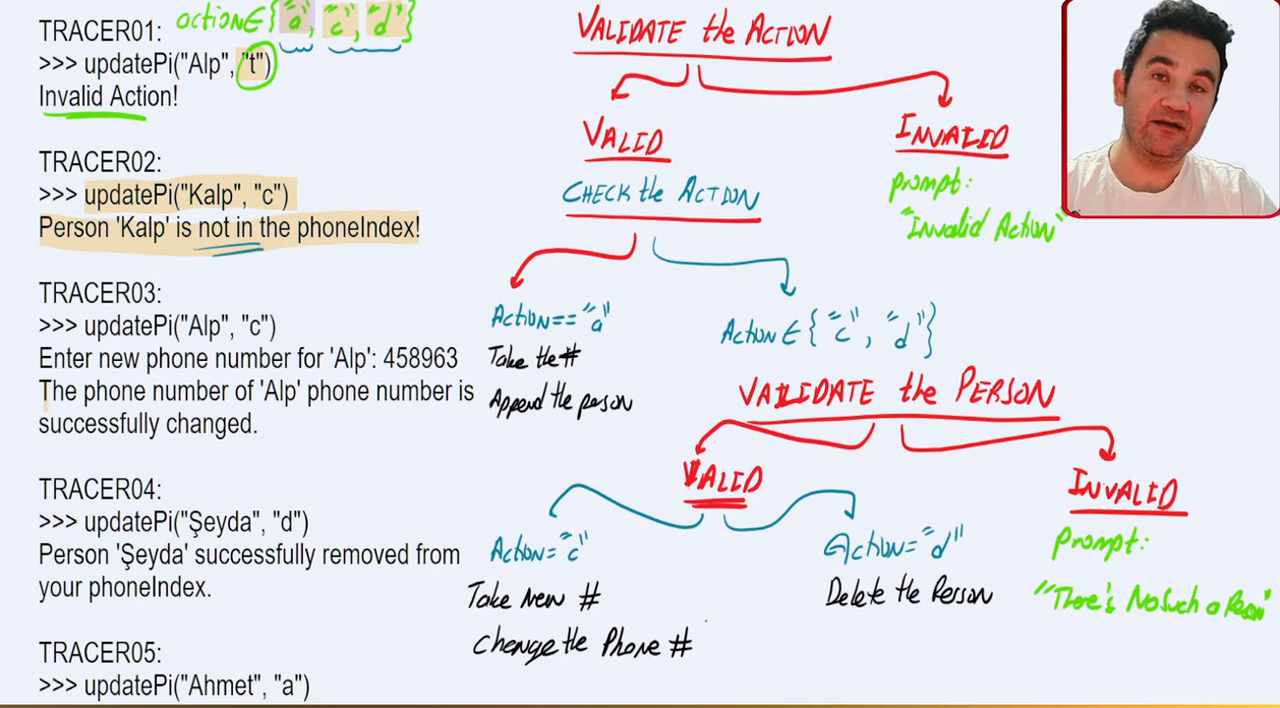 TRACER01:
action∈{"a", "c", "d"}
>>> updatePi("Alp", "t")
Invalid Action!
TRACER02:
>>> updatePi("Kalp", "c")
Person 'Kalp' is not in the phoneIndex!
TRACER03:
>>> updatePi("Alp", "c")
Enter new phone number for 'Alp': 458963
The phone number of 'Alp' phone number is
successfully changed.
TRACER04:
>>> updatePi("Şeyda", "d")
Person 'Şeyda' successfully removed from
your phoneIndex.
TRACER05:
>>> updatePi("Ahmet", "a")
VALIDATE the ACTION
VALID
INVALID
CHECK the ACTION
Prompt:
"Invalid Action"
Action=="a"
Take the #
Append the person
Action∈{"c", "d"}
VALIDATE the PERSON
VALID
INVALID
Action="c"
Take New #
Change the Phone #
Action="d"
Delete the Person
Prompt:
"There's No Such a Person"